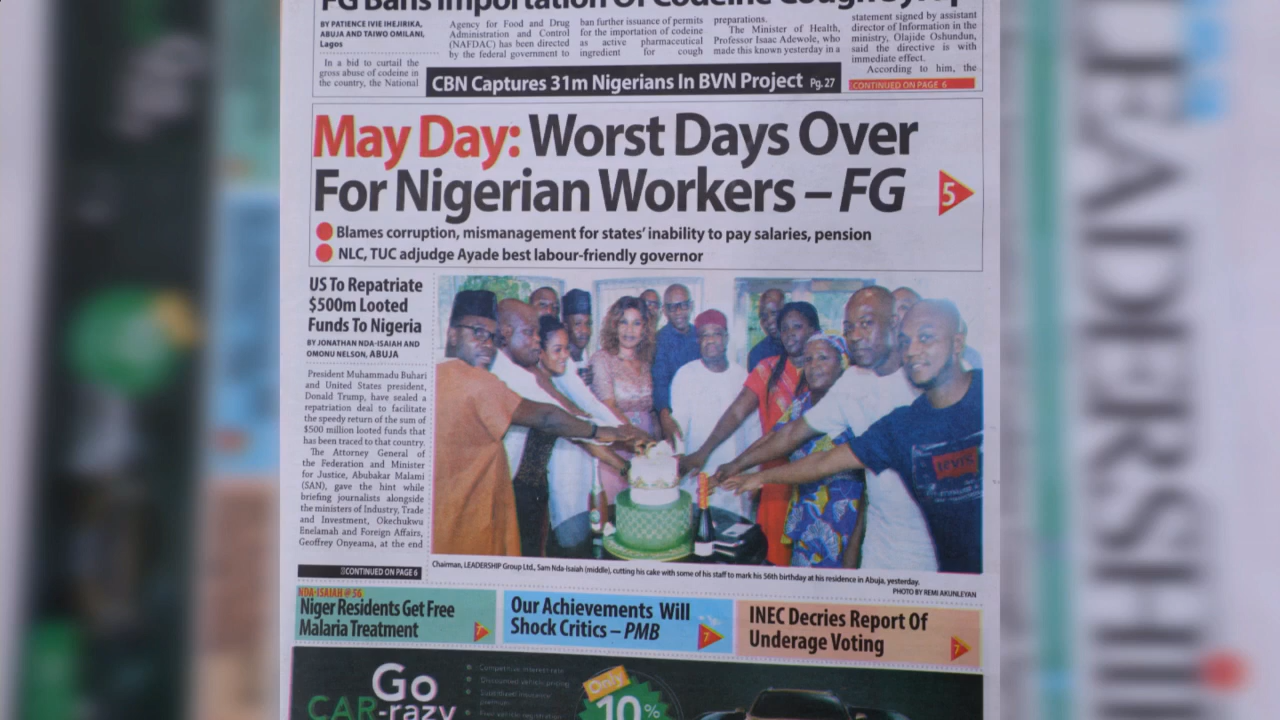 FG Bans Importation Of Codeine Cough Syrup
BY PATIENCE IVIE IHEJIRIKA,
ABUJA AND TAIWO OMILANI,
Lagos
In a bid to curtail the
gross abuse of codeine in
the country, the National
Agency for Food and Drug
Administration and Control
(NAFDAC) has been directed
by the federal government to
ban further issuance of permits
for the importation of codeine
as active pharmaceutical
ingredient for cough
preparations.
The Minister of Health,
Professor Isaac Adewole, who
made this known yesterday in a
statement signed by assistant
director of Information in the
ministry, Olajide Oshundun,
said the directive is with
immediate effect.
According to him, the
CONTINUED ON PAGE 6
CBN Captures 31m Nigerians In BVN Project Pg.27
May Day: Worst Days Over
For Nigerian Workers – FG
5
Blames corruption, mismanagement for states' inability to pay salaries, pension
NLC, TUC adjudge Ayade best labour-friendly governor
US To Repatriate
$500m Looted
Funds To Nigeria
BY JONATHAN NDA-ISAIAH AND
OMONU NELSON, ABUJA
President Muhammadu Buhari
and United States president,
Donald Trump, have sealed a
repatriation deal to facilitate
the speedy return of the sum of
$500 million looted funds that
has been traced to that country.
The Attorney General of
the Federation and Minister
for Justice, Abubakar Malami
(SAN), gave the hint while
briefing journalists alongside
the ministers of Industry, Trade
and Investment, Okechukwu
Enelamah and Foreign Affairs,
Geoffrey Onyeama, at the end
CONTINUED ON PAGE 6
LEVI'S
Chairman, LEADERSHIP Group Ltd., Sam Nda-Isaiah (middle), cutting his cake with some of his staff to mark his 56th birthday at his residence in Abuja, yesterday.
PHOTO BY REMI AKUNLEYAN
NDA-ISAIAH @ 56
Niger Residents Get Free
Malaria Treatment
7
Our Achievements Will
Shock Critics – PMB
7
INEC Decries Report Of
Underage Voting
7
Go
CAR-razy
Competitive interest rate
Only
10%
LEADERSHIP